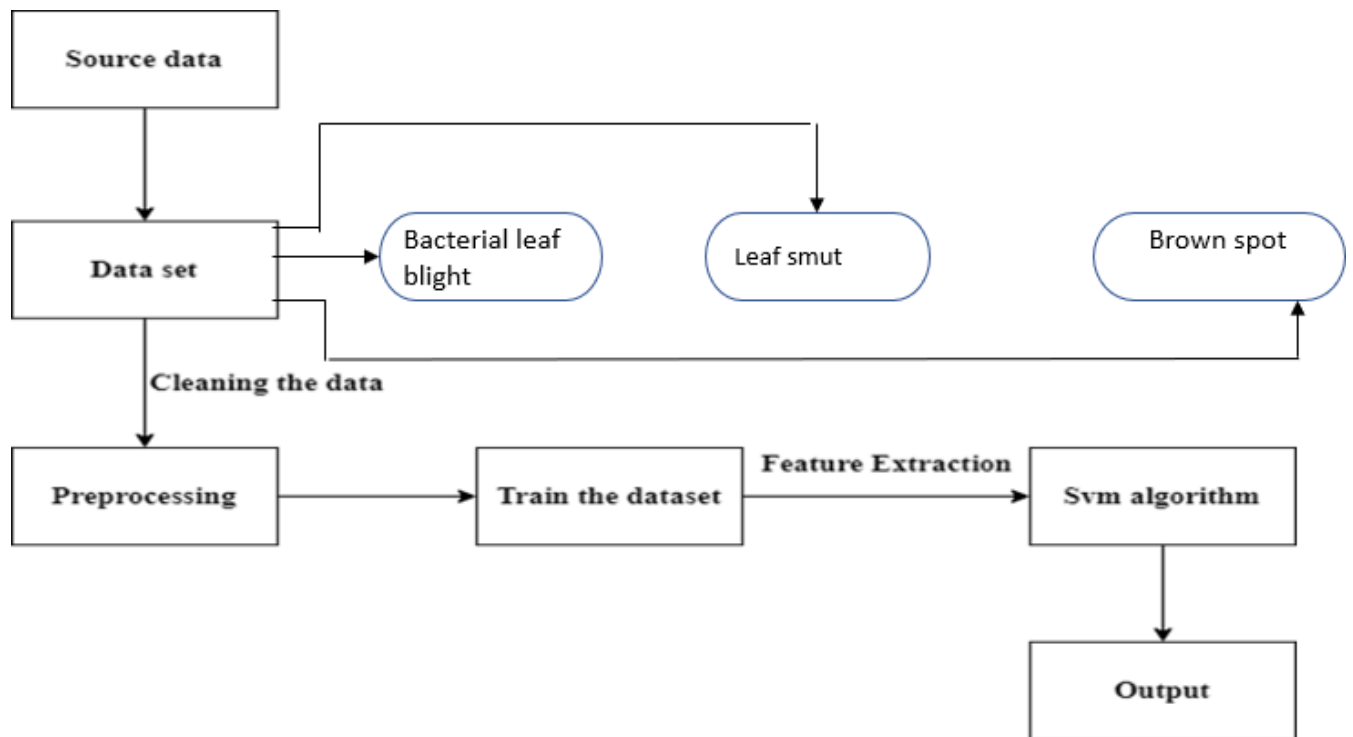 Source data
Bacterial leaf
blight
Leaf smut
Brown spot
Data set
Cleaning the data
Preprocessing
Train the dataset
Feature Extraction
Svm algorithm
Output